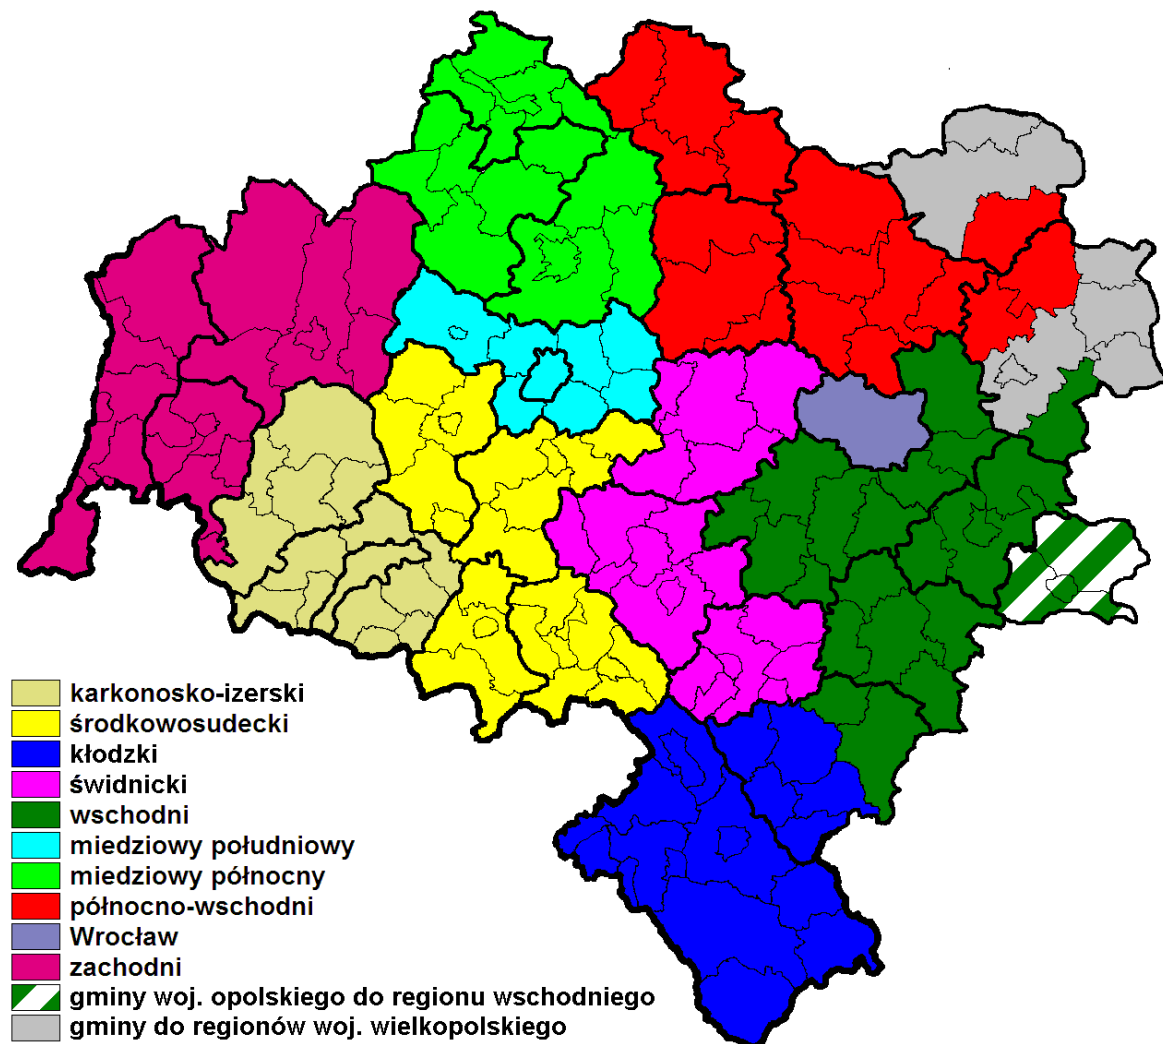 karkonosko-izerski
środkowosudecki
kłodzki
świdnicki
wschodni
miedziowy południowy
miedziowy północny
północno-wschodni
Wrocław
zachodni
gminy woj. opolskiego do regionu wschodniego
gminy do regionów woj. wielkopolskiego